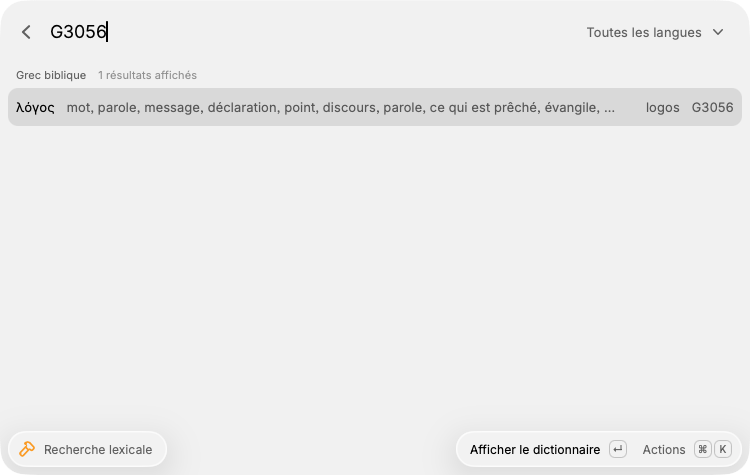 G3056
Toutes les langues
Grec biblique 1 résultats affichés
λόγος mot, parole, message, déclaration, point, discours, parole, ce qui est prêché, évangile, ... logos G3056
Recherche lexicale
Afficher le dictionnaire ↵ Actions ⌘ K